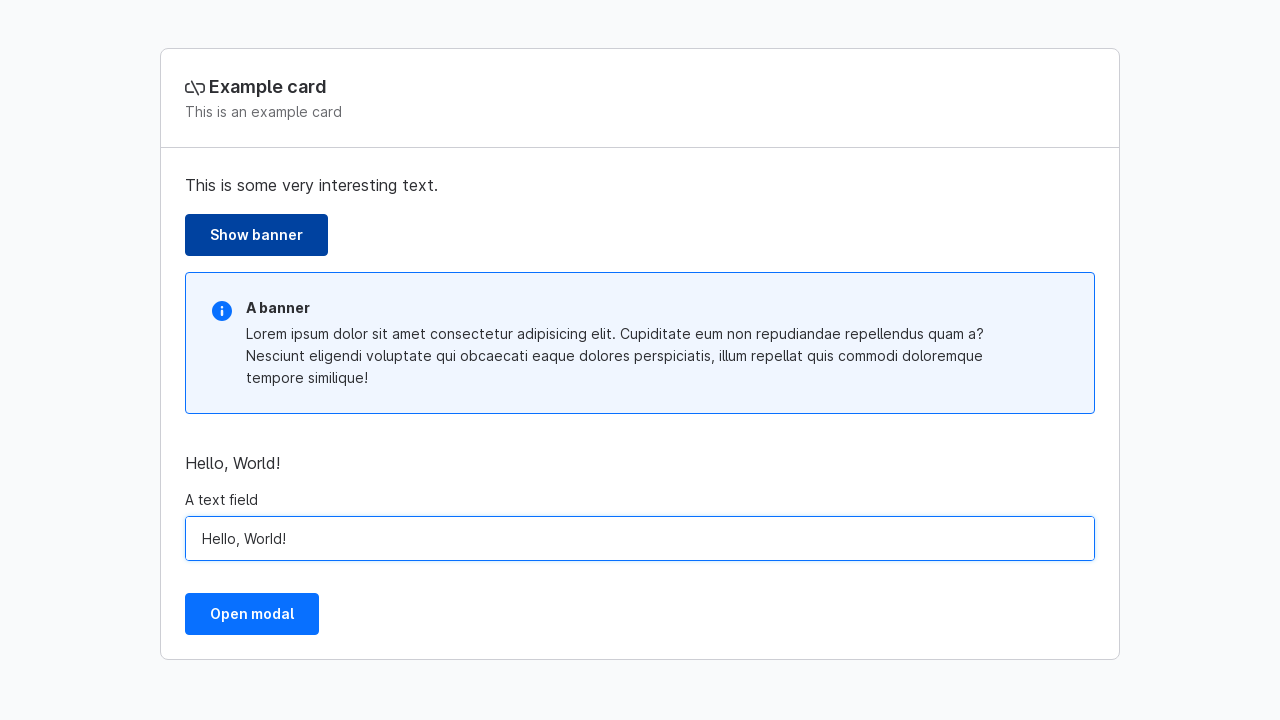 Example card
This is an example card
This is some very interesting text.
Show banner
A banner
Lorem ipsum dolor sit amet consectetur adipisicing elit. Cupiditate eum non repudiandae repellendus quam a?
Nesciunt eligendi voluptate qui obcaecati eaque dolores perspiciatis, illum repellat quis commodi doloremque
tempore similique!
Hello, World!
A text field
Hello, World!
Open modal